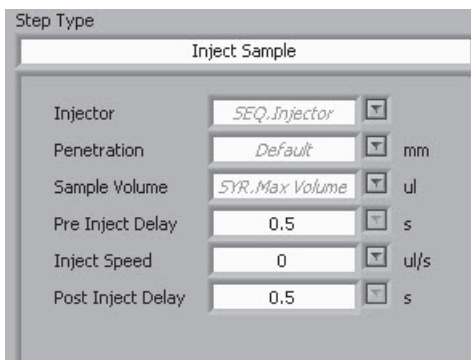 Step Type
Inject Sample
Injector SEQ.Injector
Penetration Default mm
Sample Volume SYR.Max Volume ul
Pre Inject Delay 0.5 s
Inject Speed 0 ul/s
Post Inject Delay 0.5 s